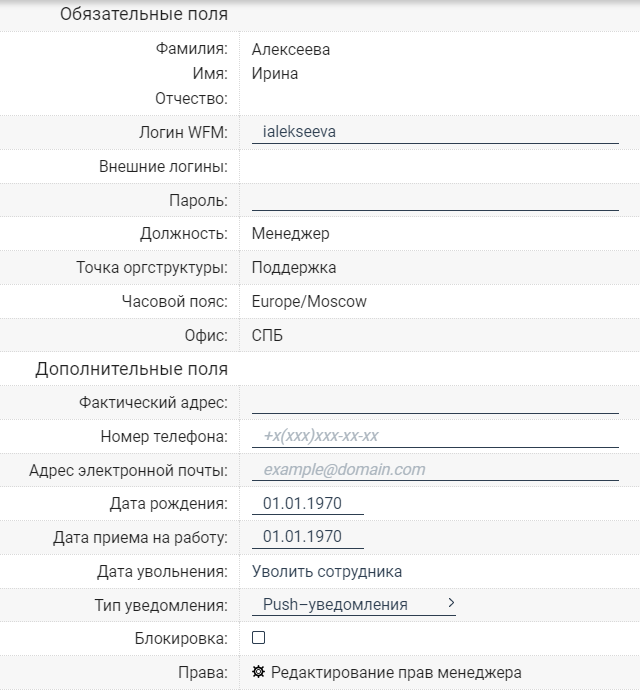 Обязательные поля
Фамилия: Алексеева
Имя: Ирина
Отчество:
Логин WFM: ialekseeva
Внешние логины:
Пароль:
Должность: Менеджер
Точка оргструктуры: Поддержка
Часовой пояс: Europe/Moscow
Офис: СПБ
Дополнительные поля
Фактический адрес:
Номер телефона: +x(xxx)xxx-xx-xx
Адрес электронной почты: example@domain.com
Дата рождения: 01.01.1970
Дата приема на работу: 01.01.1970
Дата увольнения: Уволить сотрудника
Тип уведомления: Push–уведомления
Блокировка:
Права: Редактирование прав менеджера